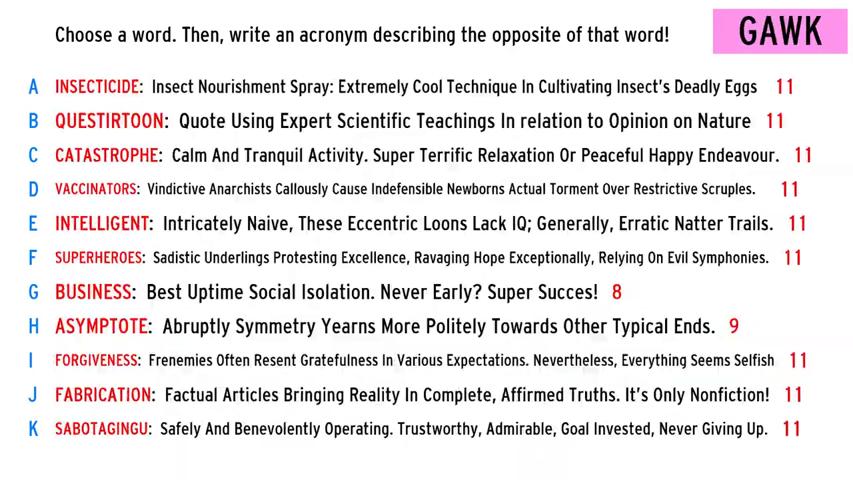 Choose a word. Then, write an acronym describing the opposite of that word!
GAWK
A INSECTICIDE: Insect Nourishment Spray: Extremely Cool Technique In Cultivating Insect's Deadly Eggs 11
B QUESTIRTOON: Quote Using Expert Scientific Teachings In relation to Opinion on Nature 11
C CATASTROPHE: Calm And Tranquil Activity. Super Terrific Relaxation Or Peaceful Happy Endeavour. 11
D VACCINATORS: Vindictive Anarchists Callously Cause Indefensible Newborns Actual Torment Over Restrictive Scruples. 11
E INTELLIGENT: Intricately Naive, These Eccentric Loons Lack IQ; Generally, Erratic Natter Trails. 11
F SUPERHEROES: Sadistic Underlings Protesting Excellence, Ravaging Hope Exceptionally, Relying On Evil Symphonies. 11
G BUSINESS: Best Uptime Social Isolation. Never Early? Super Succes! 8
H ASYMPTOTE: Abruptly Symmetry Yearns More Politely Towards Other Typical Ends. 9
I FORGIVENESS: Frenemies Often Resent Gratefulness In Various Expectations. Nevertheless, Everything Seems Selfish 11
J FABRICATION: Factual Articles Bringing Reality In Complete, Affirmed Truths. It's Only Nonfiction! 11
K SABOTAGINGU: Safely And Benevolently Operating. Trustworthy, Admirable, Goal Invested, Never Giving Up. 11